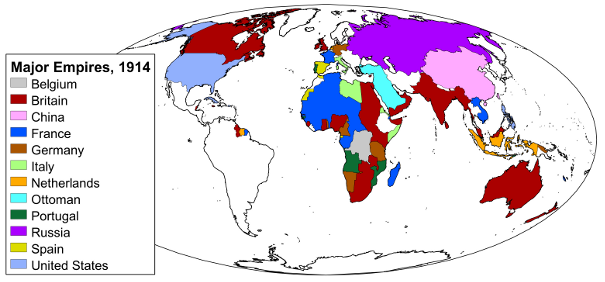 Major Empires, 1914
Belgium
Britain
China
France
Germany
Italy
Netherlands
Ottoman
Portugal
Russia
Spain
United States